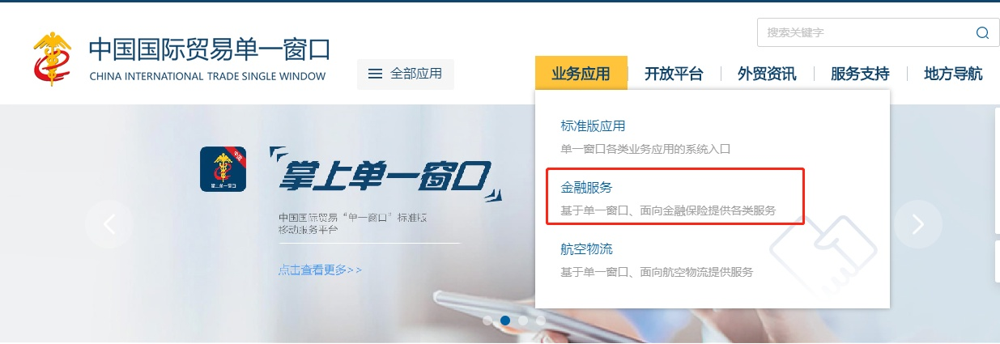 搜索关键字
中国国际贸易单一窗口
CHINA INTERNATIONAL TRADE SINGLE WINDOW
全部应用
业务应用
开放平台
外贸资讯
服务支持
地方导航
标准版应用
单一窗口各类业务应用的系统入口
金融服务
基于单一窗口、面向金融保险提供各类服务
航空物流
基于单一窗口、面向航空物流提供服务
掌上单一窗口
掌上单一窗口
中国国际贸易“单一窗口”标准版
移动服务平台
点击查看更多>>